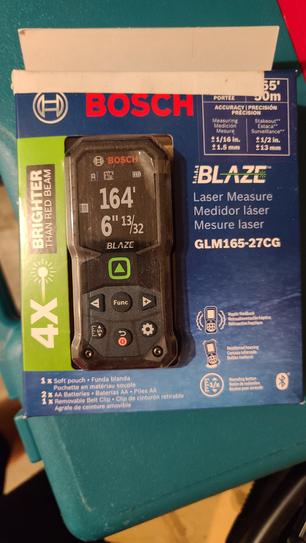 BOSCH
PORTÉE
50m
ACCURACY | PRECISIÓN
PRÉCISION
Measuring
Medición
Mesure
± 1/16 in.
± 1.5 mm
Stakeout**
Estaca**
Surveillance**
± 1/2 in.
± 13 mm
BLAZE
Laser Measure
Medidor láser
Mesure laser
GLM165-27CG
4X
BRIGHTER
THAN RED BEAM
BOSCH
164'
6" 13/32
BLAZE
Func
1 x Soft pouch • Funda blanda
Pochette en matériau souple
2 x AA Batteries • Baterías AA • Piles AA
1 x Removable Belt Clip • Clip de cinturón retirable
Agrafe de ceinture amovible